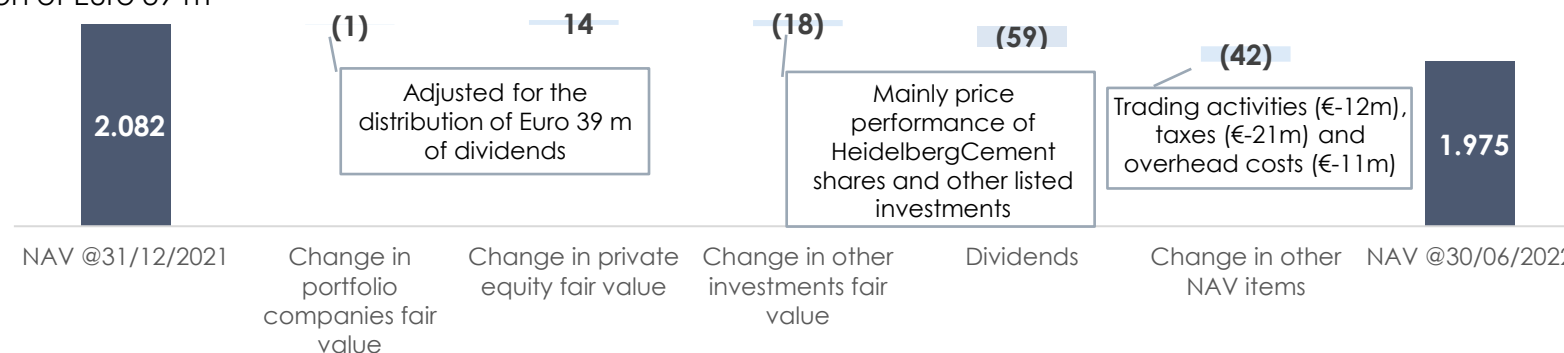 of Euro
(1)
14
(18)
(59)
(42)
2.082
Adjusted for the
distribution of Euro 39 m
of dividends
Mainly price
performance of
HeidelbergCement
shares and other listed
investments
Trading activities (€-12m),
taxes (€-21m) and
overhead costs (€-11m)
1.975
NAV @31/12/2021
Change in
portfolio
companies fair
value
Change in private
equity fair value
Change in other
investments fair
value
Dividends
Change in other
NAV items
NAV @30/06/2022